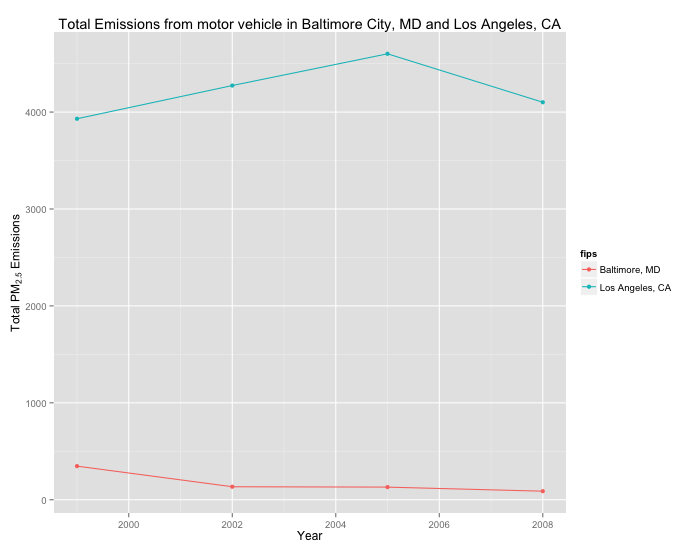 Total Emissions from motor vehicle in Baltimore City, MD and Los Angeles, CA
4000
3000
2000
1000
0
Total PM2.5 Emissions
2000 2002 2004 2006 2008
Year
fips
Baltimore, MD
Los Angeles, CA